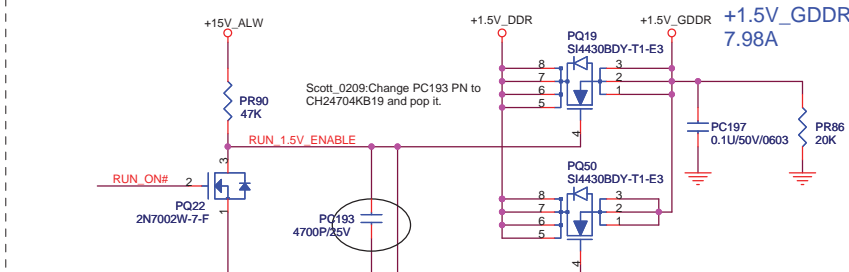 +15V_ALW
+1.5V_DDR
+1.5V_GDDR
+1.5V_GDDR
7.98A
PQ19
SI4430BDY-T1-E3
8
7
6
5
3
2
1
4
Scott_0209:Change PC193 PN to
CH24704KB19 and pop it.
PR90
47K
PC197
0.1U/50V/0603
PR86
20K
RUN_1.5V_ENABLE
3
RUN_ON#
2
1
PQ22
2N7002W-7-F
PC193
4700P/25V
PQ50
SI4430BDY-T1-E3
8
7
6
5
3
2
1
4